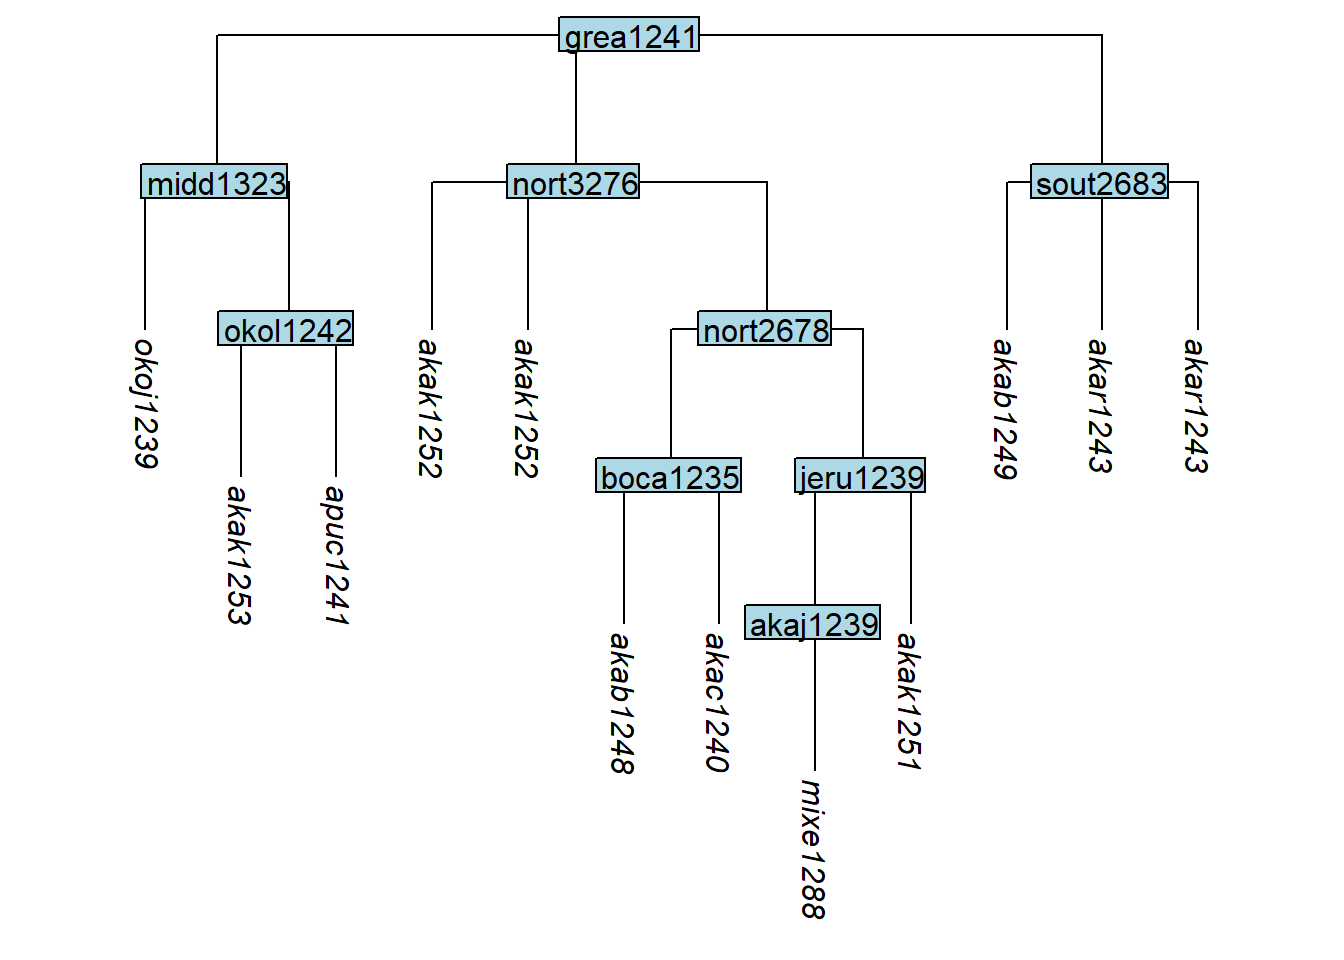 grea1241
midd1323
nort3276
sout2683
okol1242
nort2678
okoj1239
akak1252
akak1252
akab1249
akar1243
akar1243
boca1235
jeru1239
akak1253
apuc1241
akaj1239
akab1248
akac1240
akak1251
mixe1288